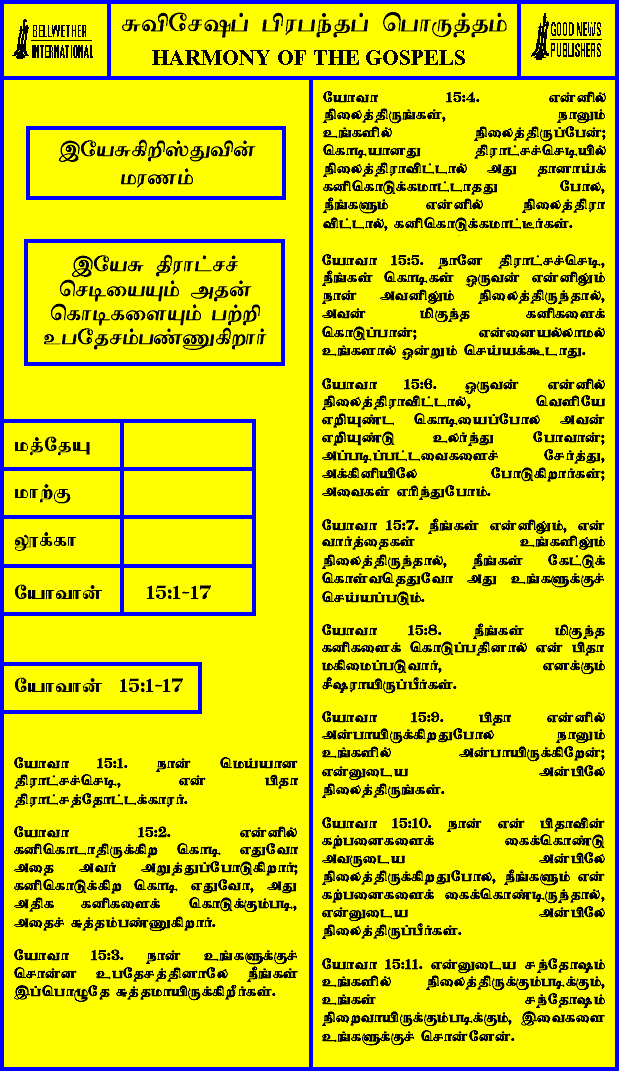 BELLWETHER
INTERNATIONAL
சுவிசேஷப் பிரபந்தப் பொருத்தம்
HARMONY OF THE GOSPELS
GOOD NEWS
PUBLISHERS
இயேசுகிறிஸ்துவின்
மரணம்
இயேசு திராட்சச்
செடியையும் அதன்
கொடிகளையும் பற்றி
உபதேசம்பண்ணுகிறார்
மத்தேயு
மாற்கு
லூக்கா
யோவான் 15:1-17
யோவான் 15:1-17
யோவா 15:1. நான் மெய்யான
திராட்சச்செடி, என் பிதா
திராட்சத்தோட்டக்காரர்.
யோவா 15:2. என்னில்
கனிகொடாதிருக்கிற கொடி எதுவோ
அதை அவர் அறுத்துப்போடுகிறார்;
கனிகொடுக்கிற கொடி எதுவோ, அது
அதிக கனிகளைக் கொடுக்கும்படி,
அதைச் சுத்தம்பண்ணுகிறார்.
யோவா 15:3. நான் உங்களுக்குச்
சொன்ன உபதேசத்தினாலே நீங்கள்
இப்பொழுதே சுத்தமாயிருக்கிறீர்கள்.
யோவா 15:4. என்னில்
நிலைத்திருங்கள், நானும்
உங்களில் நிலைத்திருப்பேன்;
கொடியானது திராட்சச்செடியில்
நிலைத்திராவிட்டால் அது தானாய்க்
கனிகொடுக்கமாட்டாதது போல,
நீங்களும் என்னில் நிலைத்திரா
விட்டால், கனிகொடுக்கமாட்டீர்கள்.
யோவா 15:5. நானே திராட்சச்செடி,
நீங்கள் கொடிகள் ஒருவன் என்னிலும்
நான் அவனிலும் நிலைத்திருந்தால்,
அவன் மிகுந்த கனிகளைக்
கொடுப்பான்; என்னையல்லாமல்
உங்களால் ஒன்றும் செய்யக்கூடாது.
யோவா 15:6. ஒருவன் என்னில்
நிலைத்திராவிட்டால், வெளியே
எறியுண்ட கொடியைப்போல அவன்
எறியுண்டு உலர்ந்து போவான்;
அப்படிப்பட்டவைகளைச் சேர்த்து,
அக்கினியிலே போடுகிறார்கள்;
அவைகள் எரிந்துபோம்.
யோவா 15:7. நீங்கள் என்னிலும், என்
வார்த்தைகள் உங்களிலும்
நிலைத்திருந்தால், நீங்கள் கேட்டுக்
கொள்வதெதுவோ அது உங்களுக்குச்
செய்யப்படும்.
யோவா 15:8. நீங்கள் மிகுந்த
கனிகளைக் கொடுப்பதினால் என் பிதா
மகிமைப்படுவார், எனக்கும்
சீஷராயிருப்பீர்கள்.
யோவா 15:9. பிதா என்னில்
அன்பாயிருக்கிறதுபோல நானும்
உங்களில் அன்பாயிருக்கிறேன்;
என்னுடைய அன்பிலே
நிலைத்திருங்கள்.
யோவா 15:10. நான் என் பிதாவின்
கற்பனைகளைக் கைக்கொண்டு
அவருடைய அன்பிலே
நிலைத்திருக்கிறதுபோல, நீங்களும் என்
கற்பனைகளைக் கைக்கொண்டிருந்தால்,
என்னுடைய அன்பிலே
நிலைத்திருப்பீர்கள்.
யோவா 15:11. என்னுடைய சந்தோஷம்
உங்களில் நிலைத்திருக்கும்படிக்கும்,
உங்கள் சந்தோஷம்
நிறைவாயிருக்கும்படிக்கும், இவைகளை
உங்களுக்குச் சொன்னேன்.